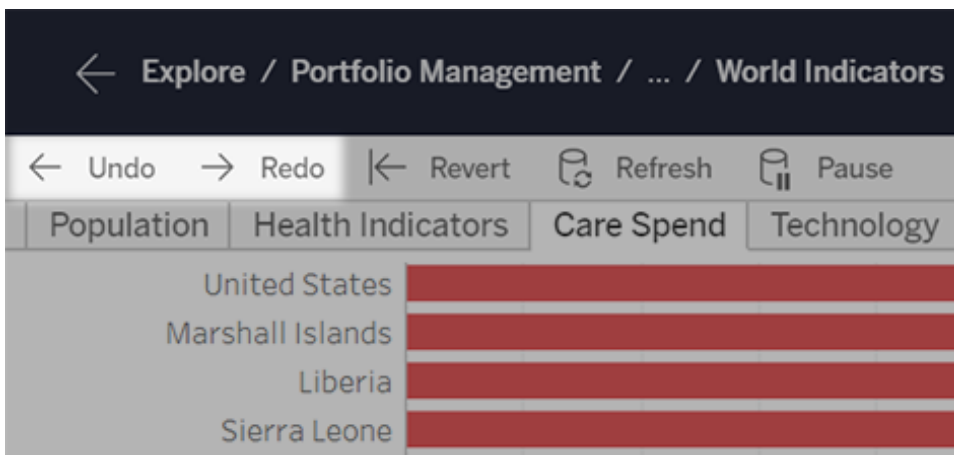 Explore / Portfolio Management / ... / World Indicators
Undo Redo Revert Refresh Pause
Population Health Indicators Care Spend Technology
United States
Marshall Islands
Liberia
Sierra Leone